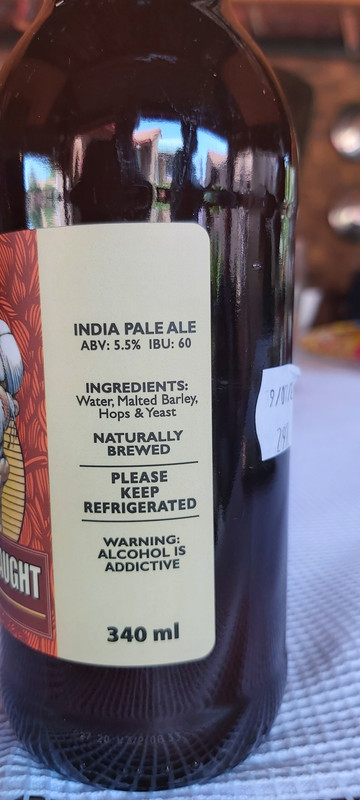 INDIA PALE ALE
ABV: 5.5% IBU: 60
INGREDIENTS:
Water, Malted Barley,
Hops & Yeast
NATURALLY
BREWED
PLEASE
KEEP
REFRIGERATED
WARNING:
ALCOHOL IS
ADDICTIVE
340 ml